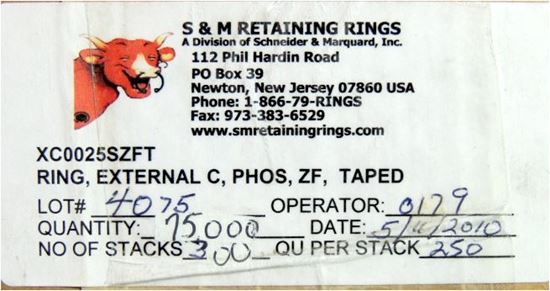 S & M RETAINING RINGS
A Division of Schneider & Marquard, Inc.
112 Phil Hardin Road
PO Box 39
Newton, New Jersey 07860 USA
Phone: 1-866-79-RINGS
Fax: 973-383-6529
www.smretainingrings.com
XC0025SZFT
RING, EXTERNAL C, PHOS, ZF, TAPED
LOT# 4075 OPERATOR: 0179
QUANTITY: 75,000 DATE: 5/11/2010
NO OF STACKS 300 QU PER STACK 250